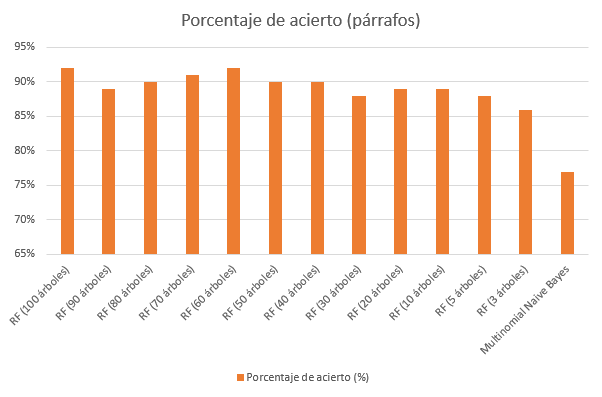 Porcentaje de acierto (párrafos)
95%
90%
85%
80%
75%
70%
65%
RF (100 árboles)
RF (90 árboles)
RF (80 árboles)
RF (70 árboles)
RF (60 árboles)
RF (50 árboles)
RF (40 árboles)
RF (30 árboles)
RF (20 árboles)
RF (10 árboles)
RF (5 árboles)
RF (3 árboles)
Multinomial Naive Bayes
Porcentaje de acierto (%)